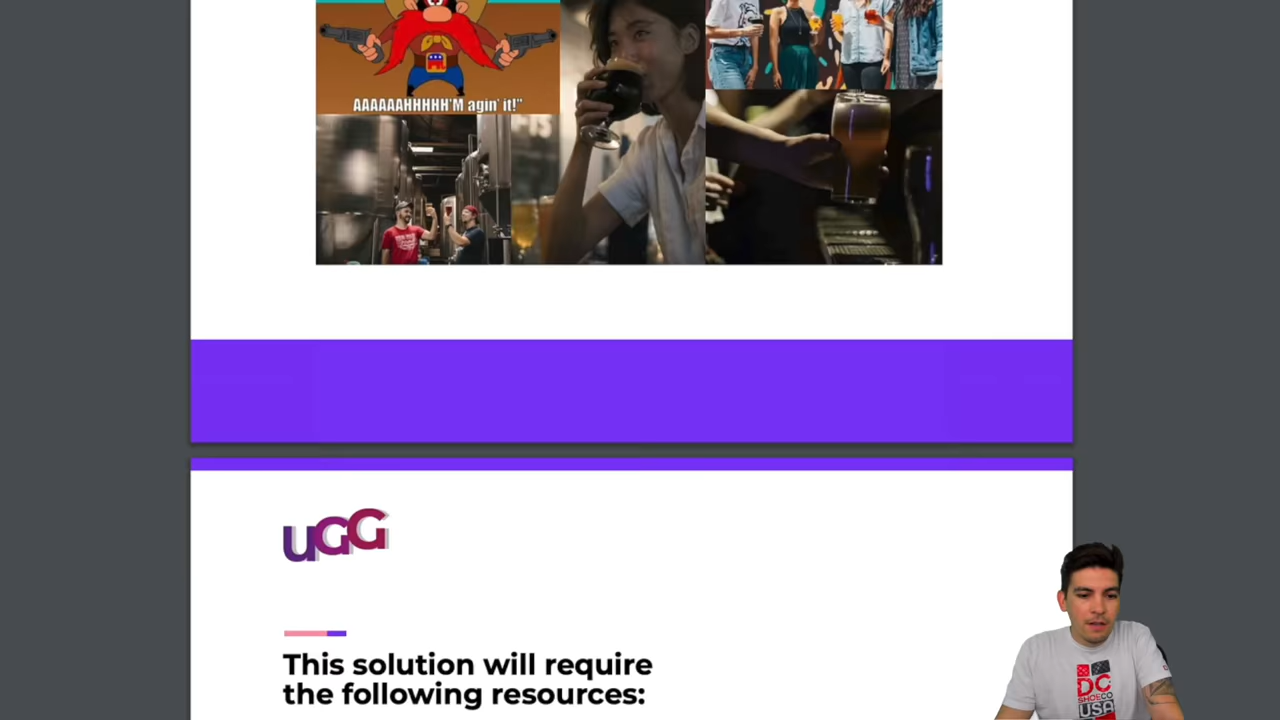 AAAAAAHHHHH'M agin' it!"
uGG
This solution will require
the following resources:
DC
SHOECO
USA